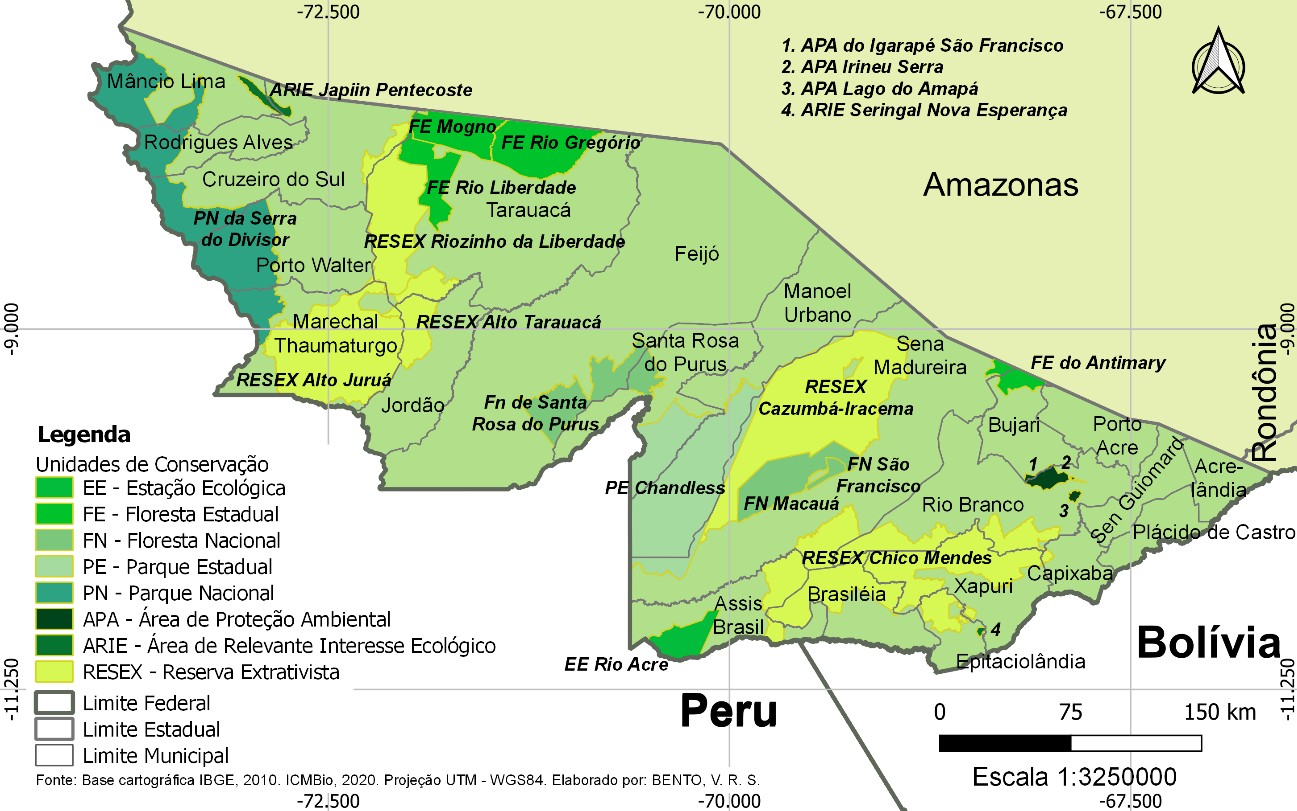 -72.500
-70.000
-67.500
1. APA do Igarapé São Francisco
2. APA Irineu Serra
3. APA Lago do Amapá
4. ARIE Seringal Nova Esperança
Mâncio Lima
ARIE Japiin Pentecoste
Rodrigues Alves
FE Mogno
FE Rio Gregório
Cruzeiro do Sul
FE Rio Liberdade
Tarauacá
Amazonas
PN da Serra
do Divisor
RESEX Riozinho da Liberdade
Porto Walter
Feijó
Manoel
Urbano
-9.000
-9.000
Marechal
Thaumaturgo
RESEX Alto Tarauacá
Santa Rosa
do Purus
Sena
Madureira
FE do Antimary
Rondônia
RESEX Alto Juruá
RESEX
Cazumbá-Iracema
Jordão
Fn de Santa
Rosa do Purus
Bujari
Porto
Acre
PE Chandless
FN São
Francisco
FN Macauá
1
2
3
Rio Branco
Sen Guiomard
Acre-
lândia
Plácido de Castro
RESEX Chico Mendes
Xapuri
Capixaba
Brasiléia
Assis
Brasil
4
EE Rio Acre
Epitaciolândia
Bolívia
Peru
-11.250
-11.250
Legenda
Unidades de Conservação
EE - Estação Ecológica
FE - Floresta Estadual
FN - Floresta Nacional
PE - Parque Estadual
PN - Parque Nacional
APA - Área de Proteção Ambiental
ARIE - Área de Relevante Interesse Ecológico
RESEX - Reserva Extrativista
Limite Federal
Limite Estadual
Limite Municipal
0 75 150 km
Escala 1:3250000
Fonte: Base cartográfica IBGE, 2010. ICMBio, 2020. Projeção UTM - WGS84. Elaborado por: BENTO, V. R. S.
-72.500
-70.000
-67.500